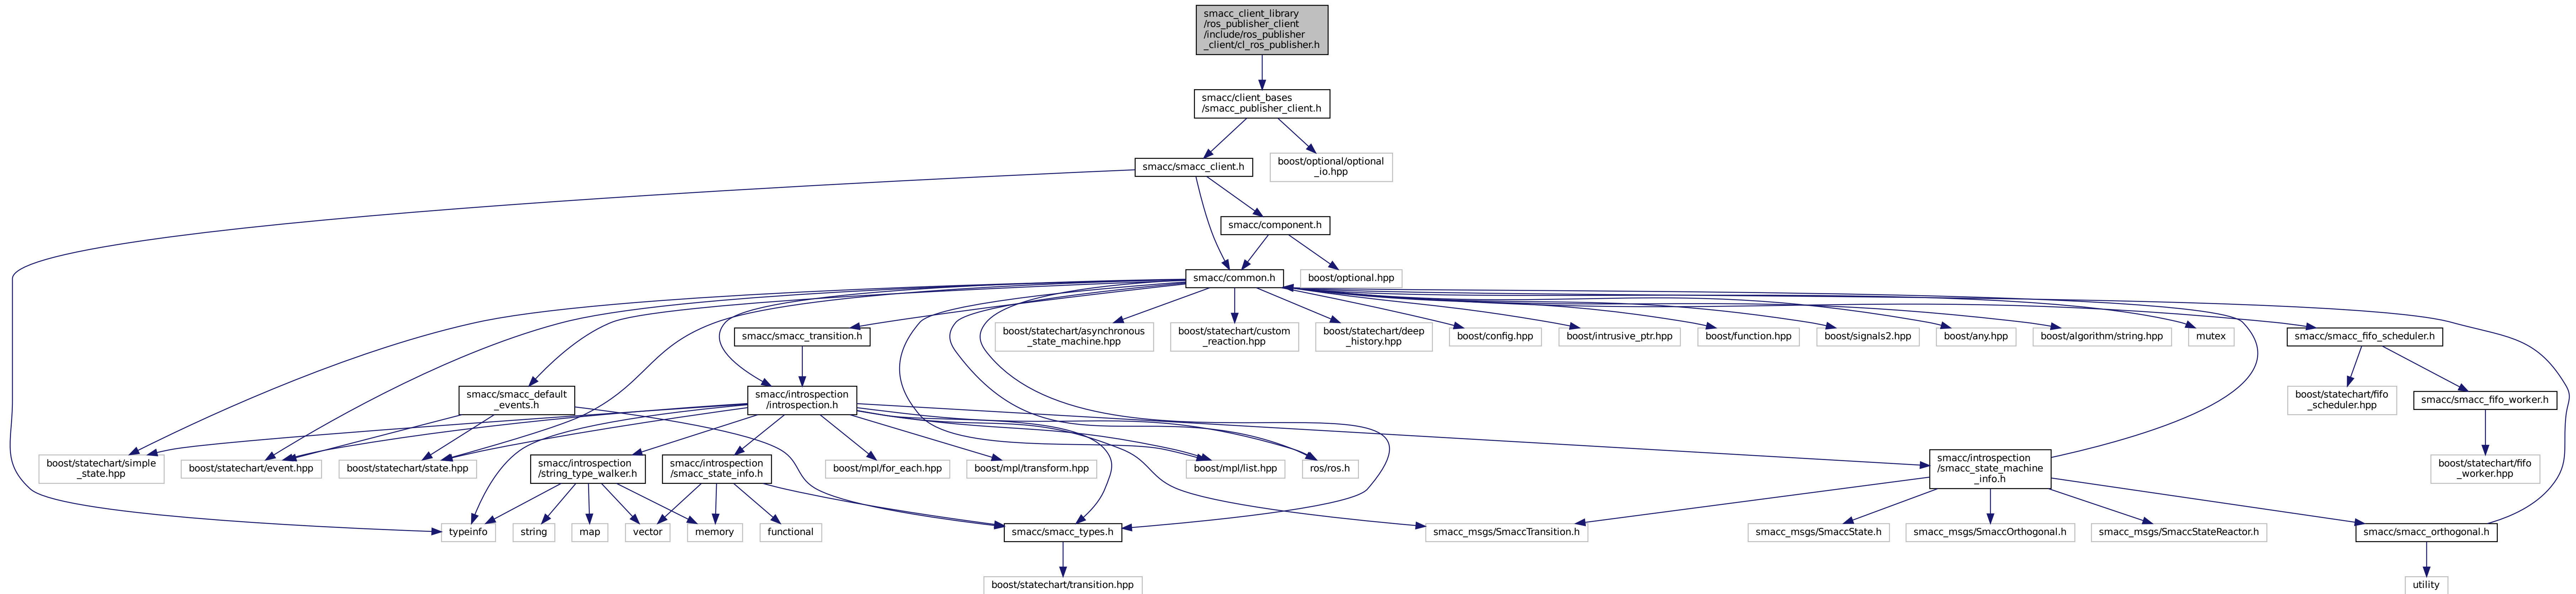 smacc_client_library
/ros_publisher_client
/include/ros_publisher
_client/cl_ros_publisher.h
smacc/client_bases
/smacc_publisher_client.h
smacc/smacc_client.h
boost/optional/optional
_io.hpp
smacc/component.h
smacc/common.h
boost/optional.hpp
smacc/smacc_transition.h
boost/statechart/asynchronous
_state_machine.hpp
boost/statechart/custom
_reaction.hpp
boost/statechart/deep
_history.hpp
boost/config.hpp
boost/intrusive_ptr.hpp
boost/function.hpp
boost/signals2.hpp
boost/any.hpp
boost/algorithm/string.hpp
mutex
smacc/smacc_fifo_scheduler.h
smacc/smacc_default
_events.h
smacc/introspection
/introspection.h
boost/statechart/fifo
_scheduler.hpp
smacc/smacc_fifo_worker.h
boost/statechart/simple
_state.hpp
boost/statechart/event.hpp
boost/statechart/state.hpp
smacc/introspection
/string_type_walker.h
smacc/introspection
/smacc_state_info.h
boost/mpl/for_each.hpp
boost/mpl/transform.hpp
boost/mpl/list.hpp
ros/ros.h
smacc/introspection
/smacc_state_machine
_info.h
boost/statechart/fifo
_worker.hpp
typeinfo
string
map
vector
memory
functional
smacc/smacc_types.h
smacc_msgs/SmaccTransition.h
smacc_msgs/SmaccState.h
smacc_msgs/SmaccOrthogonal.h
smacc_msgs/SmaccStateReactor.h
smacc/smacc_orthogonal.h
boost/statechart/transition.hpp
utility